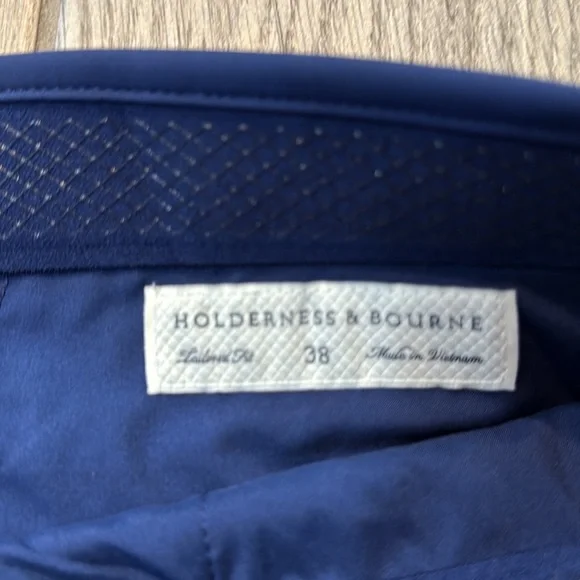 HOLDERNESS & BOURNE
Tailored Fit 38 Made in Vietnam